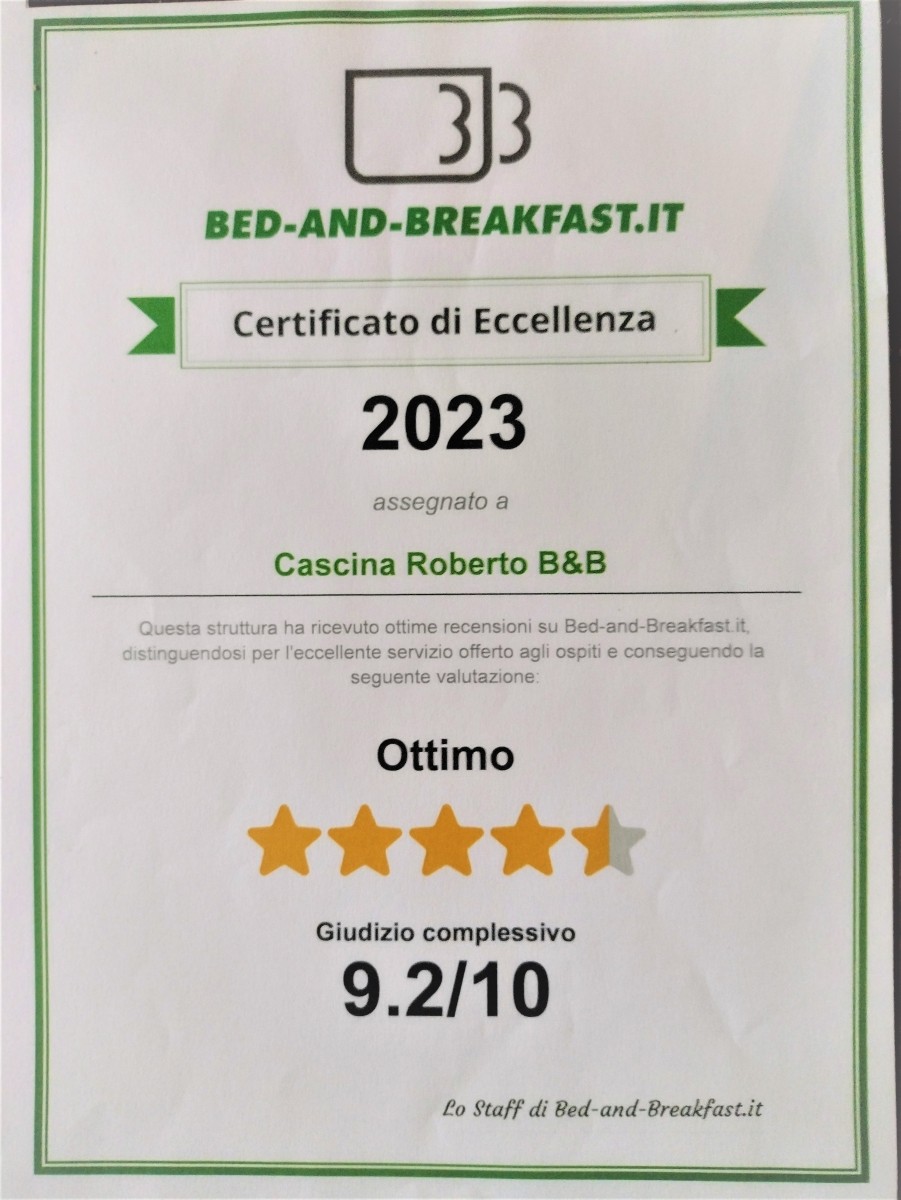 BB
BED-AND-BREAKFAST.IT
Certificato di Eccellenza
2023
assegnato a
Cascina Roberto B&B
Questa struttura ha ricevuto ottime recensioni su Bed-and-Breakfast.it,
distinguendosi per l'eccellente servizio offerto agli ospiti e conseguendo la
seguente valutazione:
Ottimo
Giudizio complessivo
9.2/10
Lo Staff di Bed-and-Breakfast.it